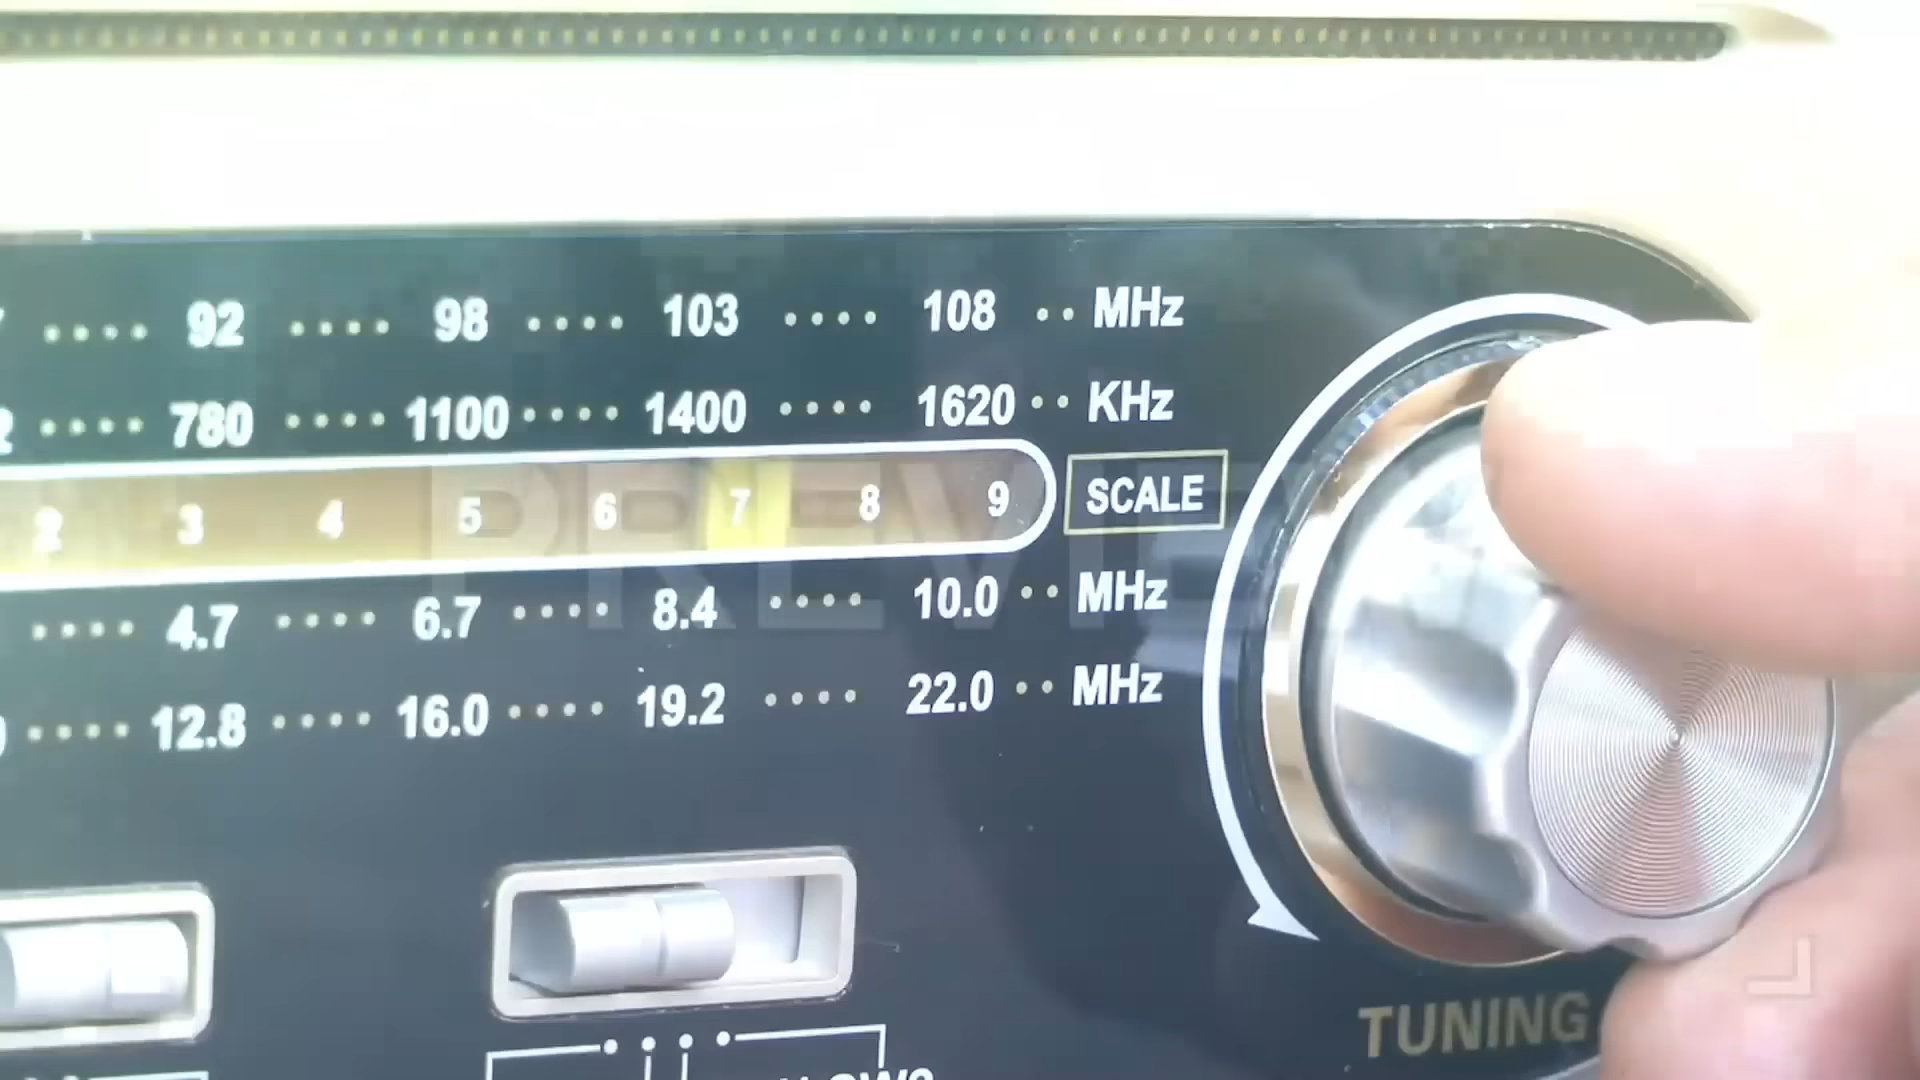 .... 92 .... 98 .... 103 .... 108 .. MHz
.... 780 .... 1100 .... 1400 .... 1620 .. KHz
2 3 4 5 6 7 8 9 SCALE
.... 4.7 .... 6.7 .... 8.4 .... 10.0 .. MHz
.... 12.8 .... 16.0 .... 19.2 .... 22.0 .. MHz
TUNING
PREVIE